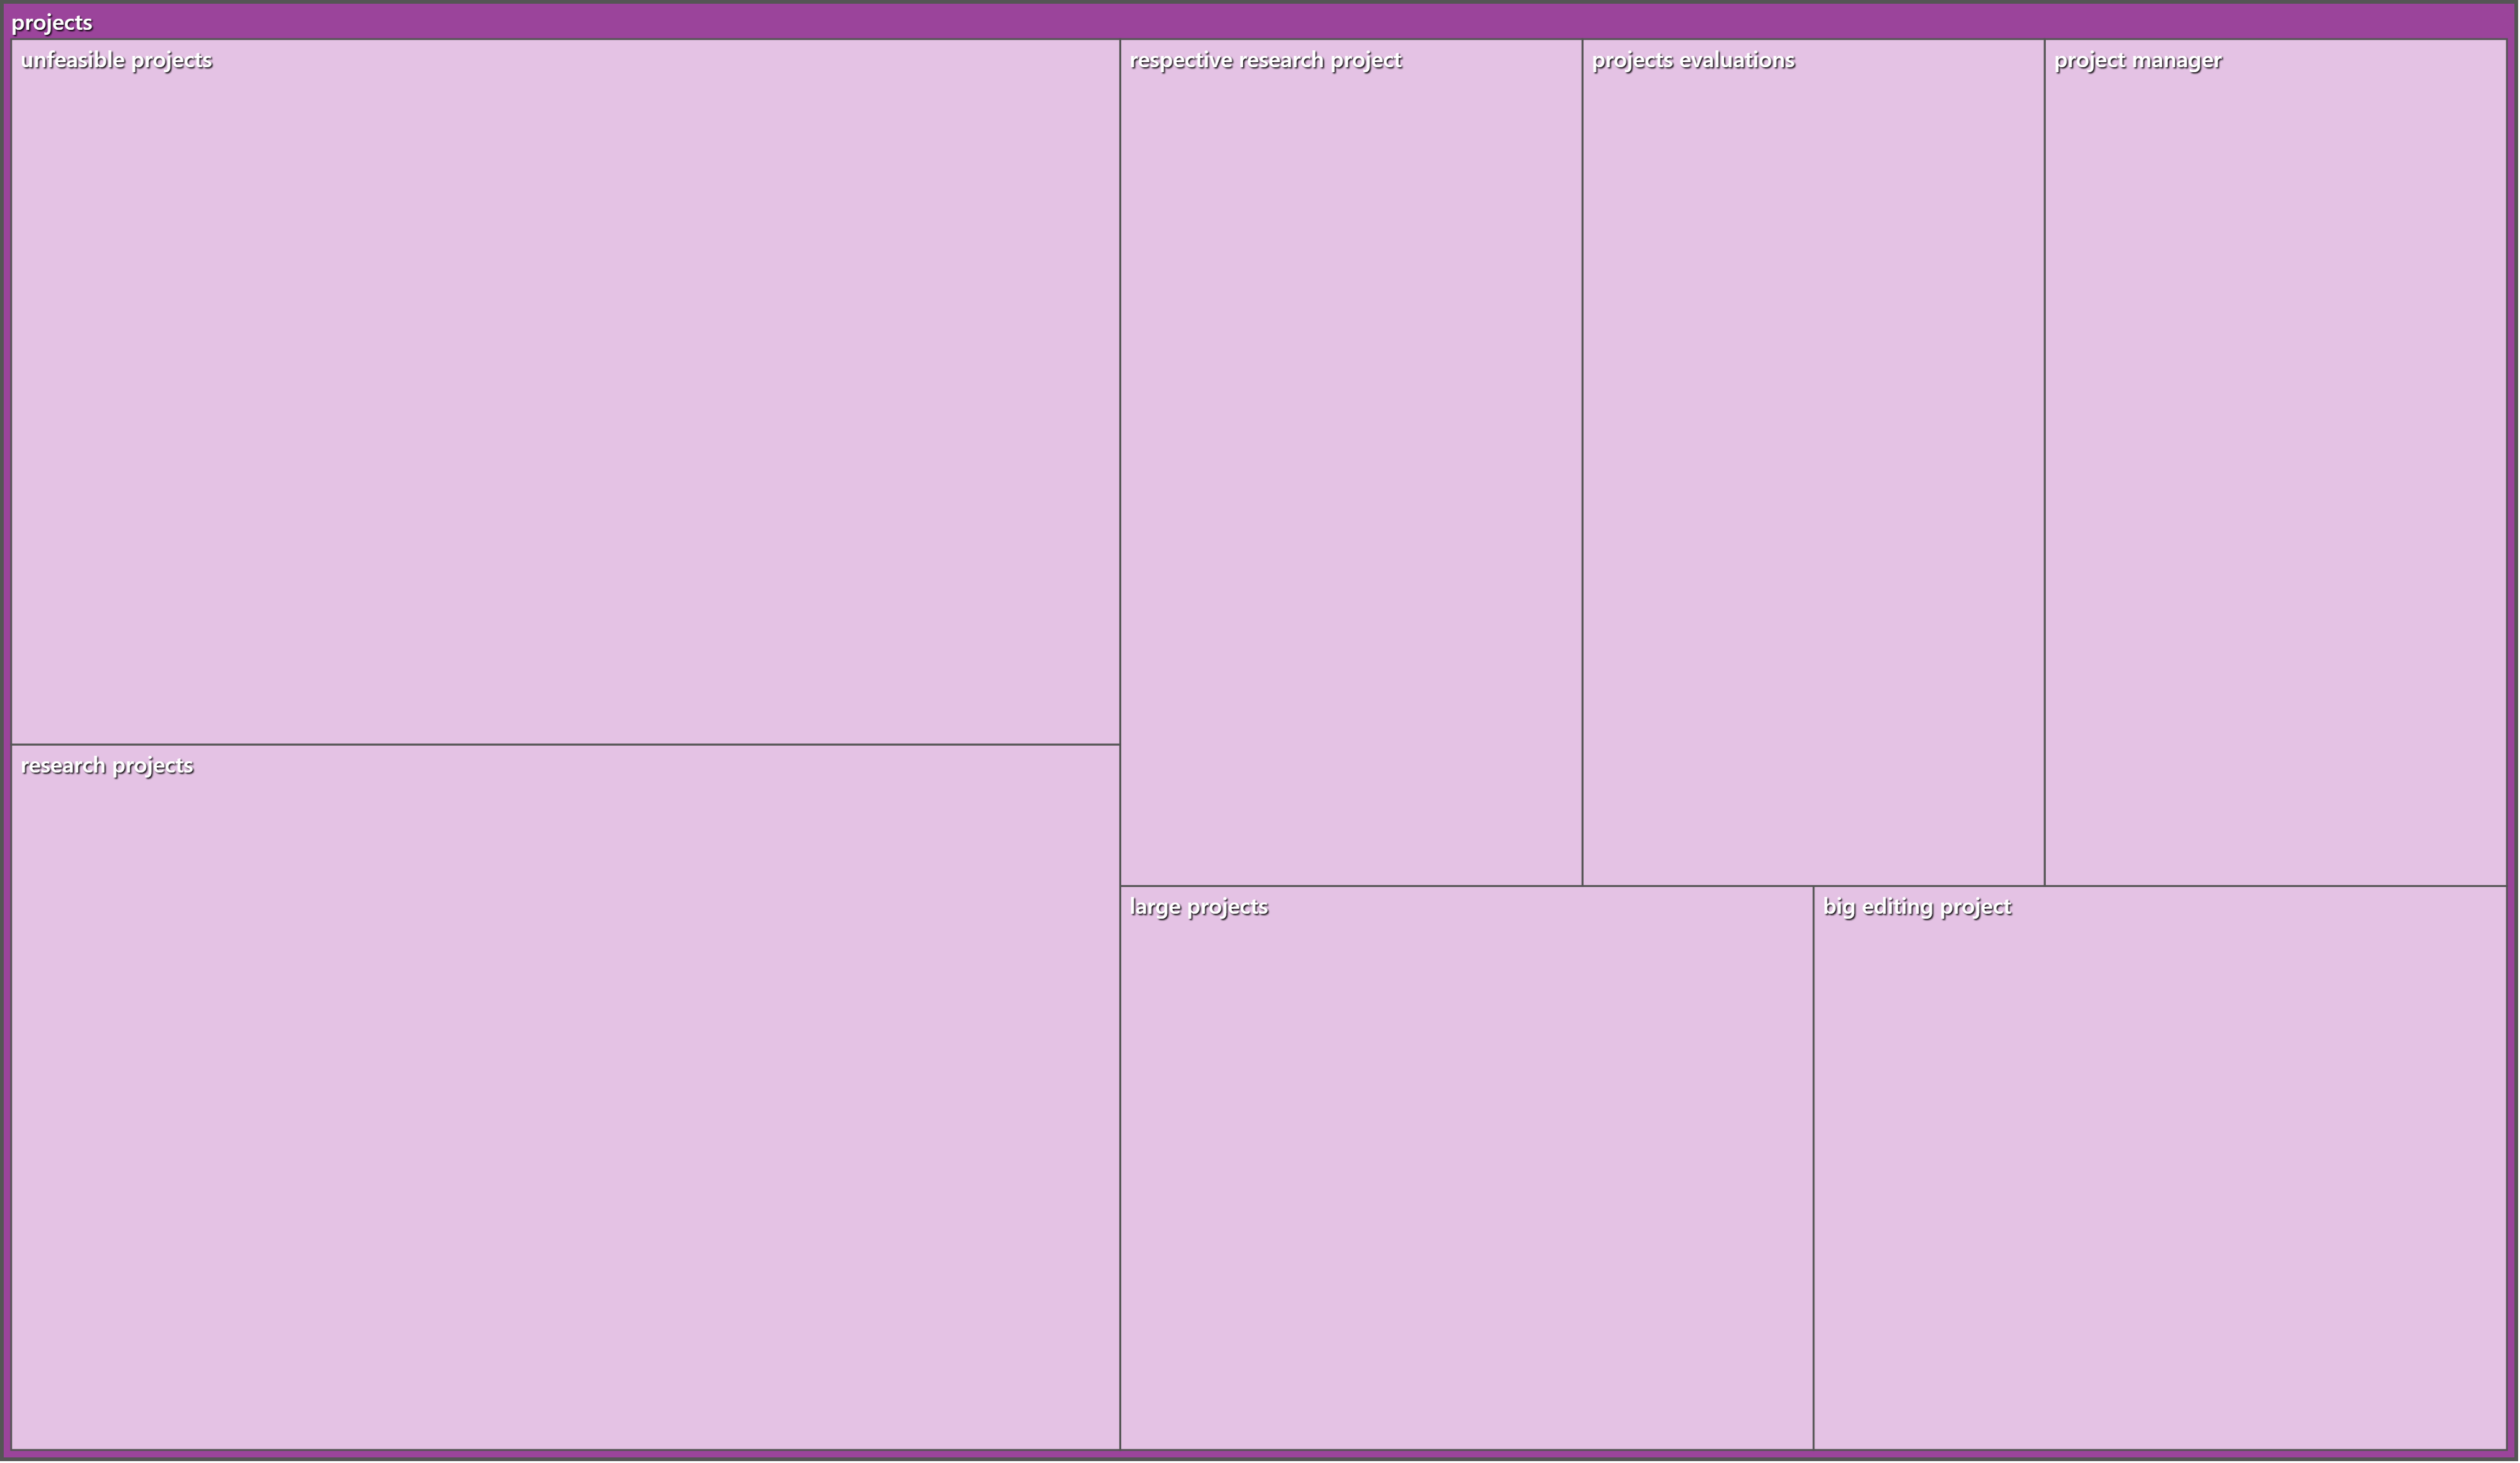 projects
unfeasible projects
respective research project
projects evaluations
project manager
research projects
large projects
big editing project